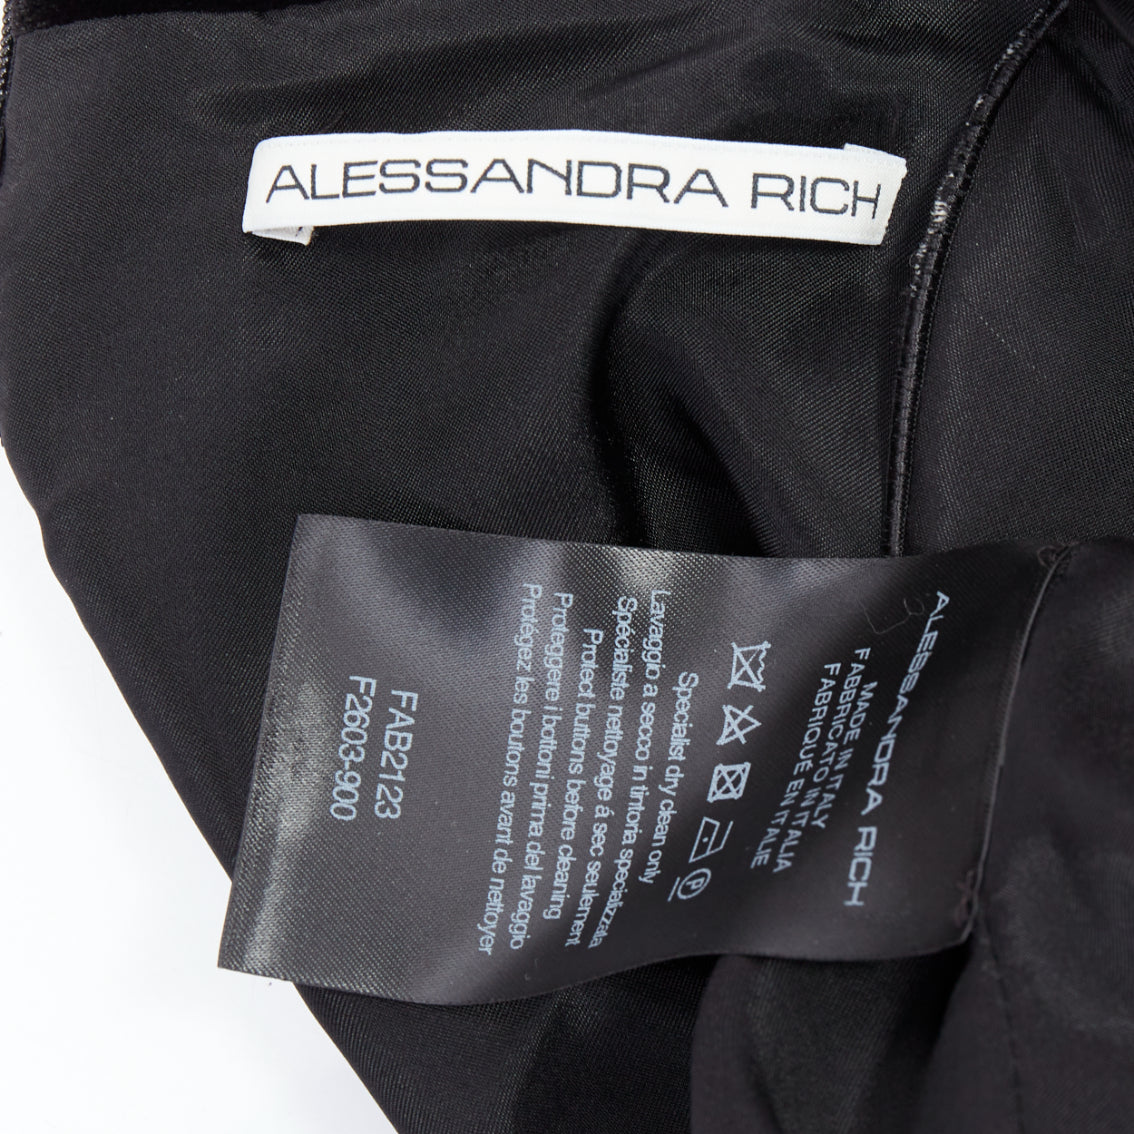 ALESSANDRA RICH
ALESSANDRA RICH
MADE IN ITALY
FABBRICATO IN ITALIA
FABRIQUE EN ITALIE
P
Specialist dry clean only
Lavaggio a secco in tintoria specializzata
Spécialiste nettoyage á sec seulement
Protect buttons before cleaning
Proteggere i bottoni prima del lavaggio
Protégez les boutons avant de nettoyer
FAB2123
F2603-900